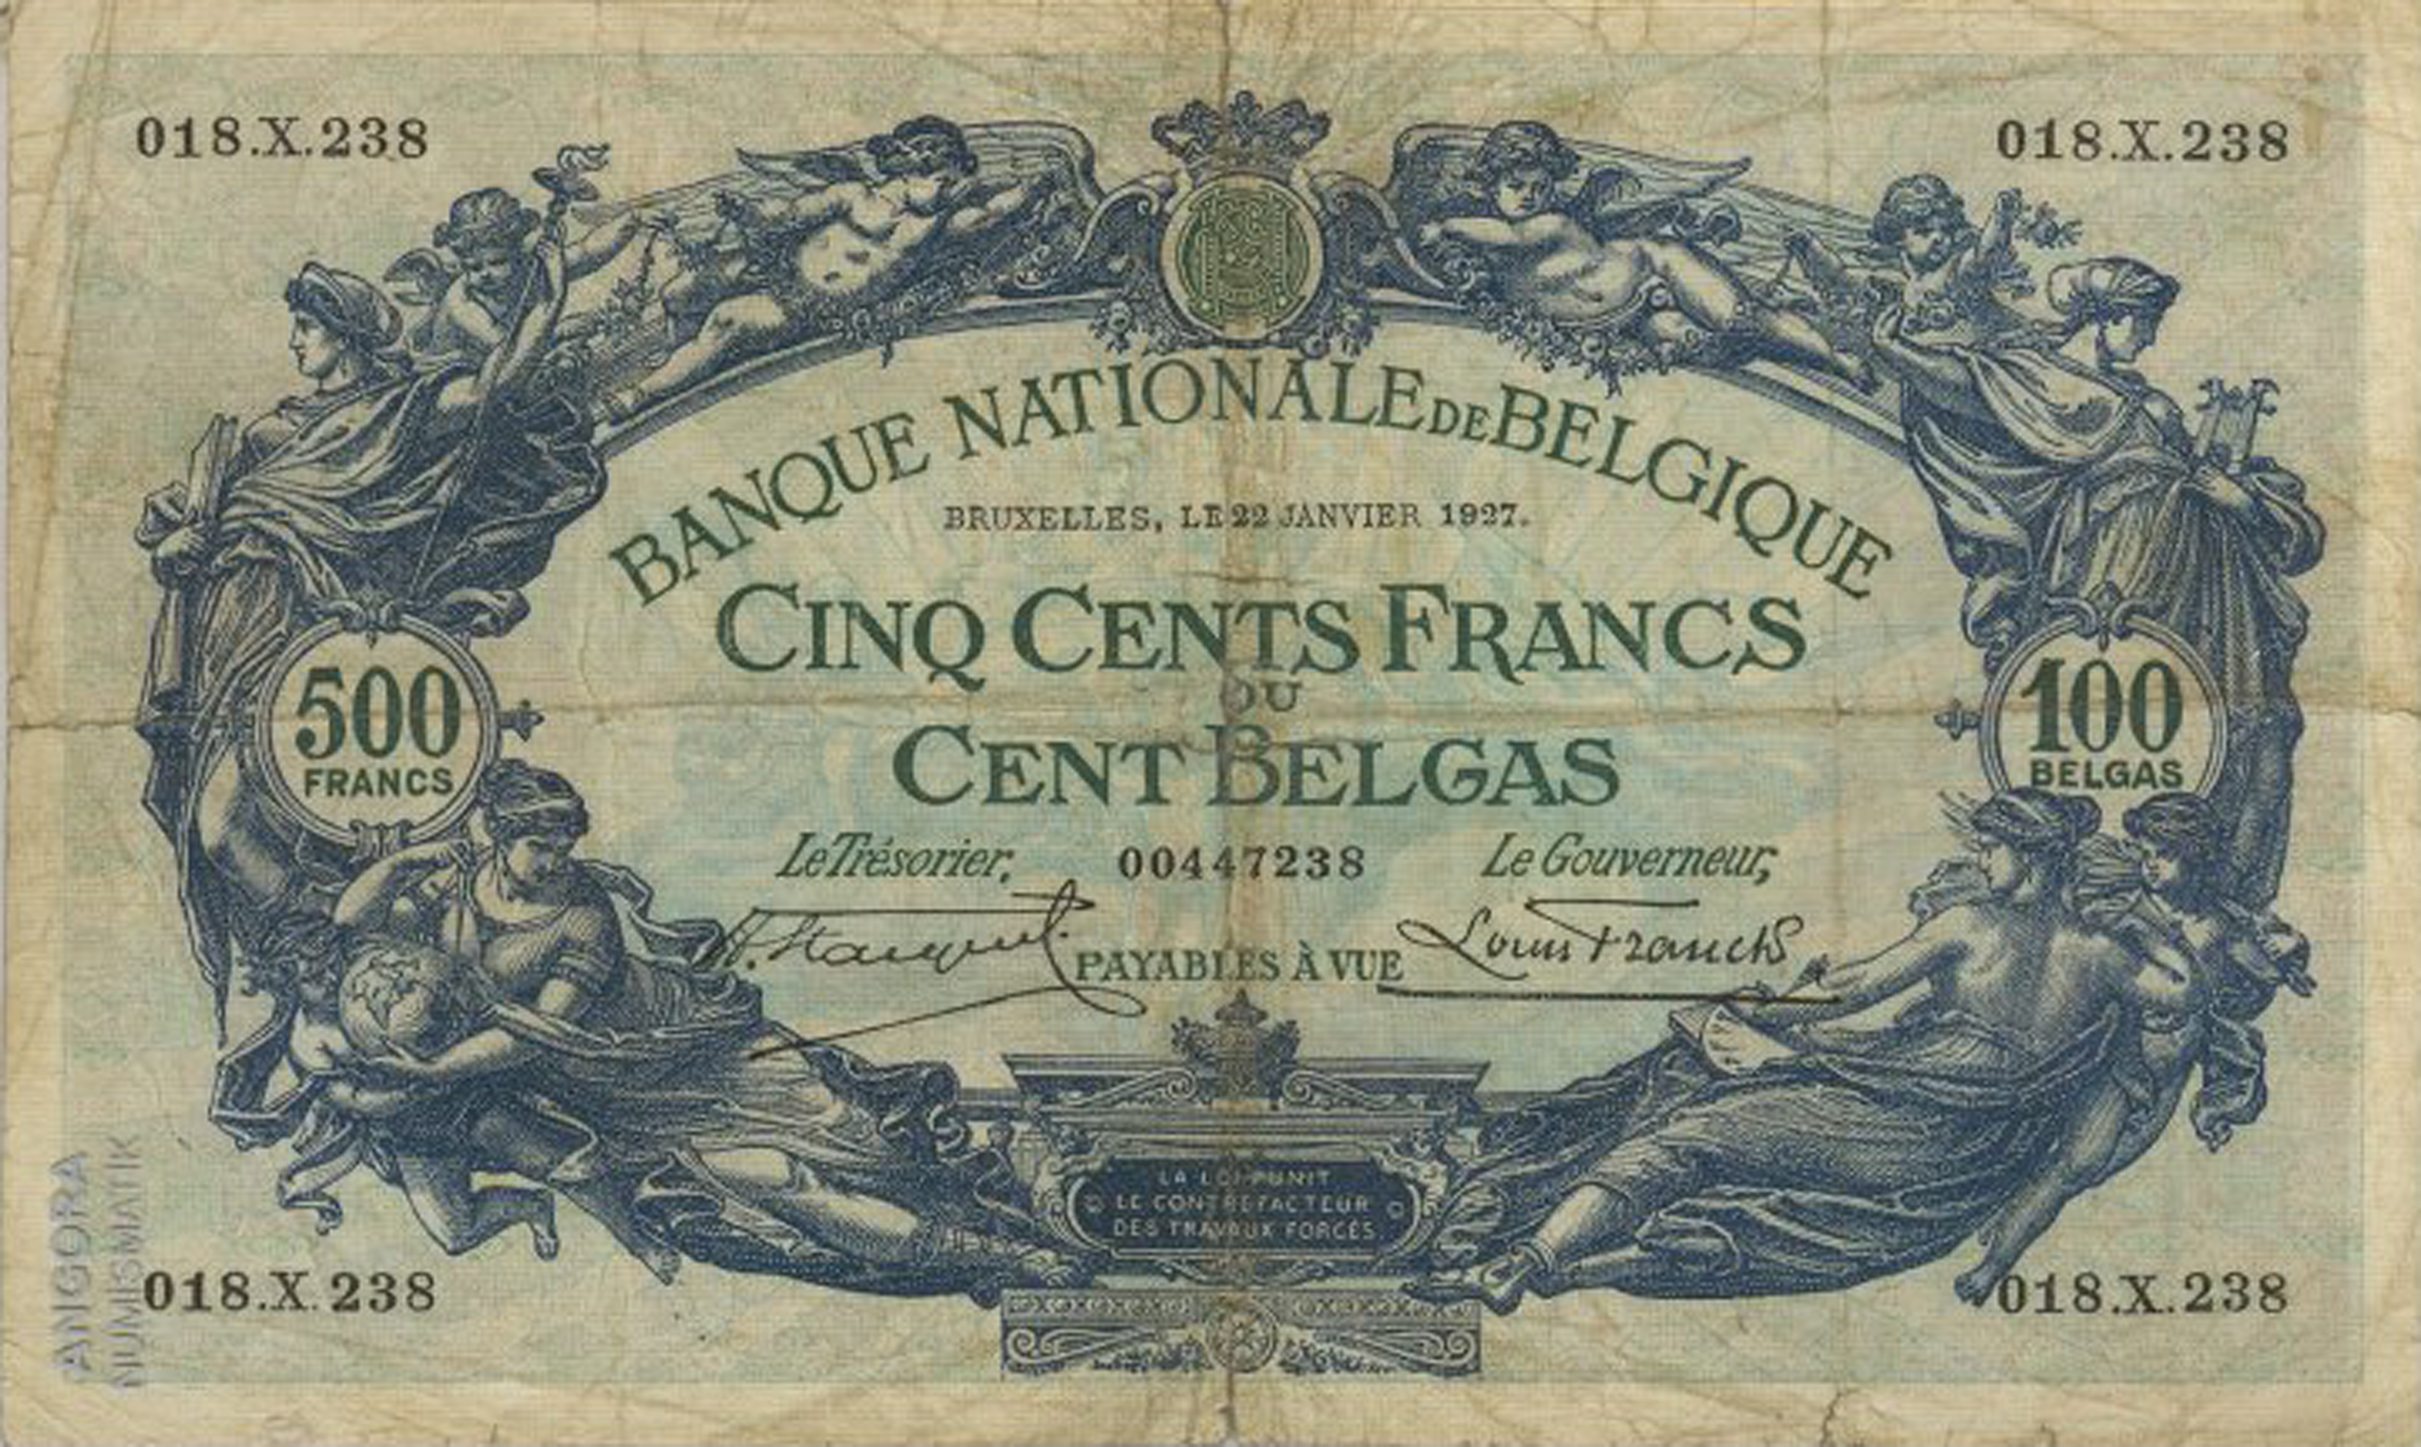 018.X.238
018.X.238
BANQUE NATIONALE DE BELGIQUE
BRUXELLES, LE 22 JANVIER 1927.
CINQ CENTS FRANCS
OU
CENT BELGAS
500
FRANCS
100
BELGAS
Le Trésorier,
00447238
Le Gouverneur,
Louis Franck
PAYABLES À VUE
LA LOI PUNIT
LE CONTREFACTEUR
DES TRAVAUX FORCÉS
018.X.238
018.X.238
ANIGORA
NUMISMATIK